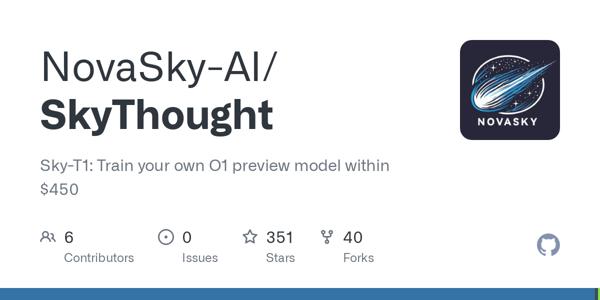 NovaSky-AI/
SkyThought
NOVASKY
Sky-T1: Train your own O1 preview model within
$450
6
Contributors
0
Issues
351
Stars
40
Forks